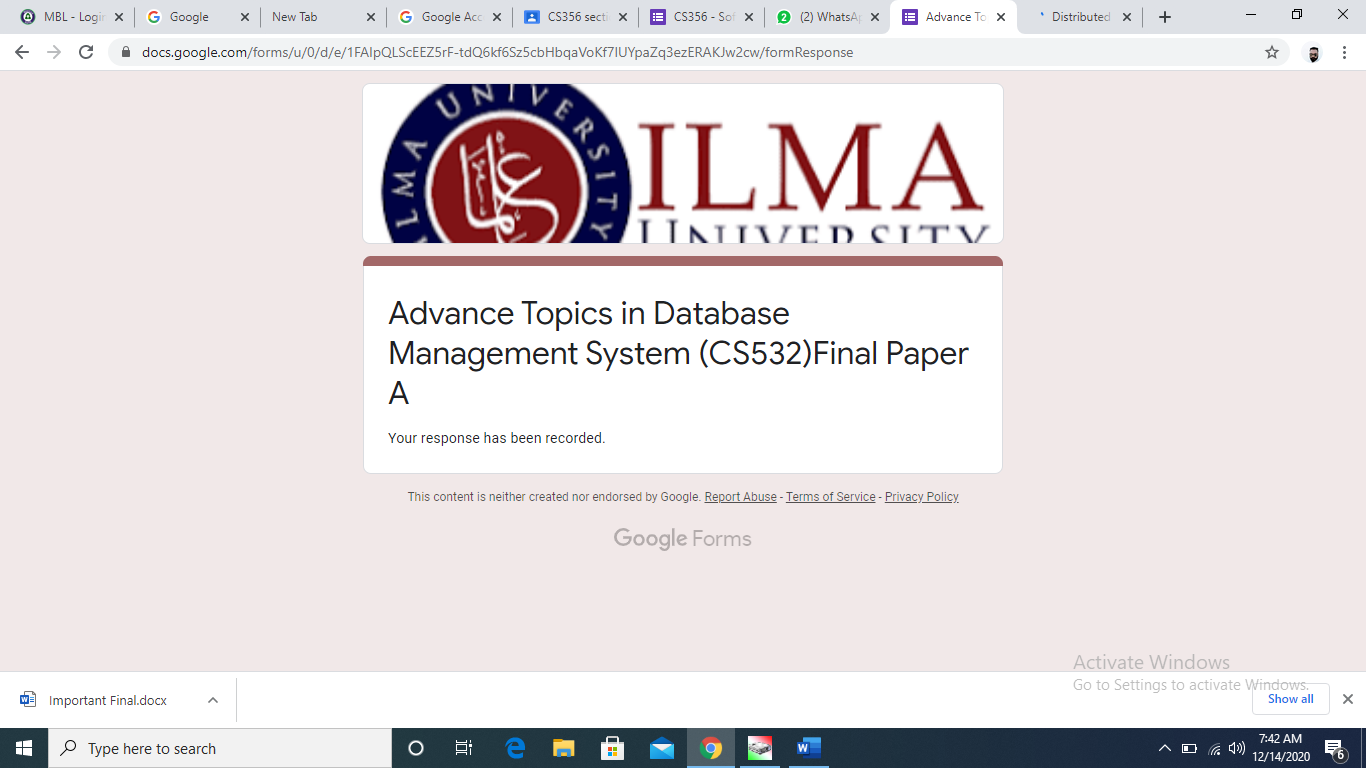 MBL - Login
Google
New Tab
Google Acc
CS356 secti
CS356 - Sof
(2) WhatsAp
Advance To
Distributed
docs.google.com/forms/u/0/d/e/1FAIpQLScEEZ5rF-tdQ6kf6Sz5cbHbqaVoKf7IUYpaZq3ezERAKJw2cw/formResponse
ILMA UNIVERSITY
ILMA
UNIVERSITY
Advance Topics in Database
Management System (CS532)Final Paper
A
Your response has been recorded.
This content is neither created nor endorsed by Google. Report Abuse - Terms of Service - Privacy Policy
Google Forms
Activate Windows
Go to Settings to activate Windows.
Important Final.docx
Show all
Type here to search
7:42 AM
12/14/2020
6